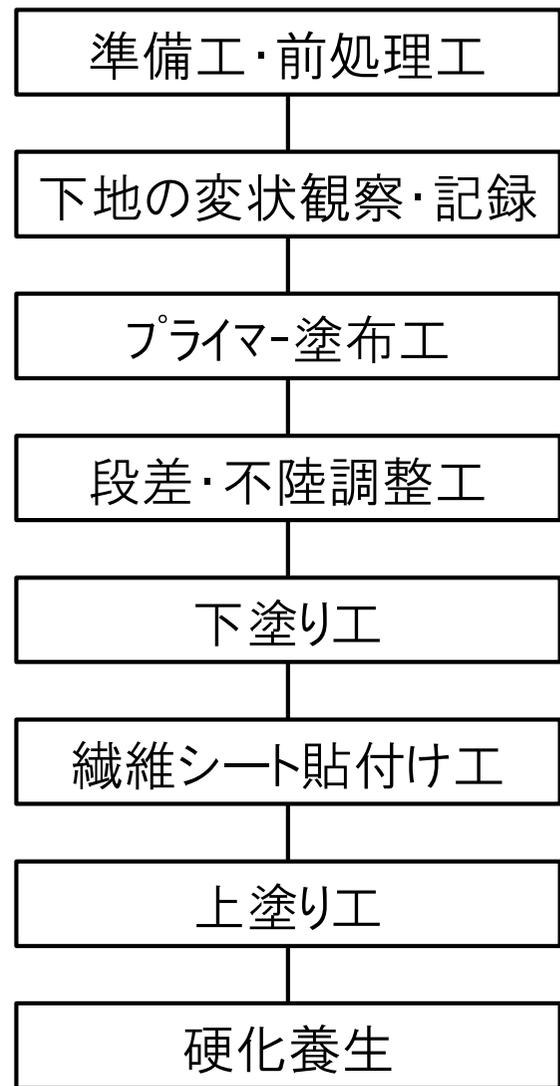 準備工･前処理工
下地の変状観察･記録
プライマｰ塗布工
段差･不陸調整工
下塗り工
繊維シート貼付け工
上塗り工
硬化養生